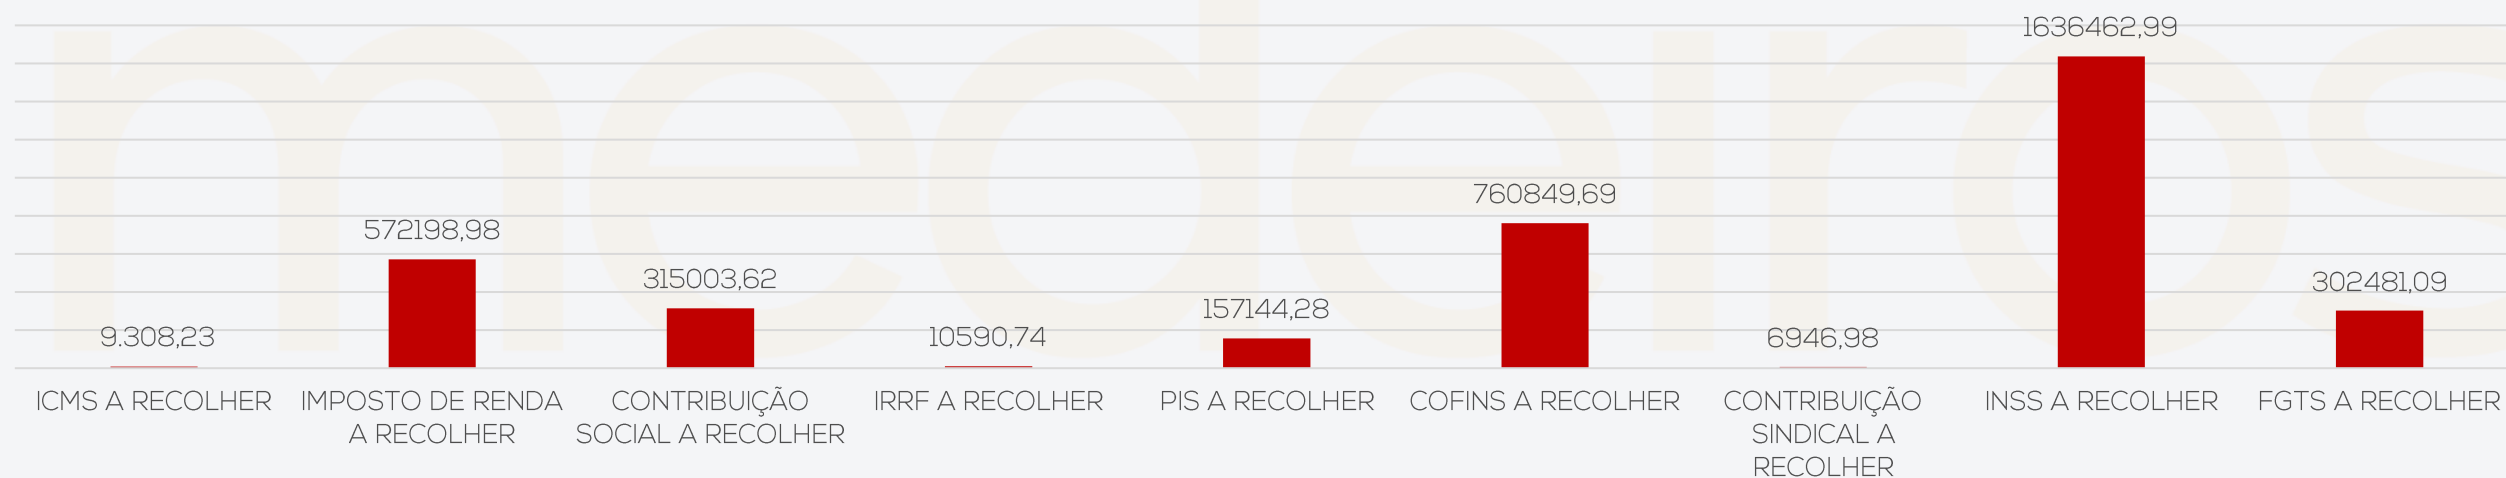 medeiros
1636462,99
760849,69
572198,98
315003,62
302481,09
157144,28
9.308,23
10590,74
6946,98
ICMS A RECOLHER
IMPOSTO DE RENDA
A RECOLHER
CONTRIBUIÇÃO
SOCIAL A RECOLHER
IRRF A RECOLHER
PIS A RECOLHER
COFINS A RECOLHER
CONTRIBUIÇÃO
SINDICAL A
RECOLHER
INSS A RECOLHER
FGTS A RECOLHER